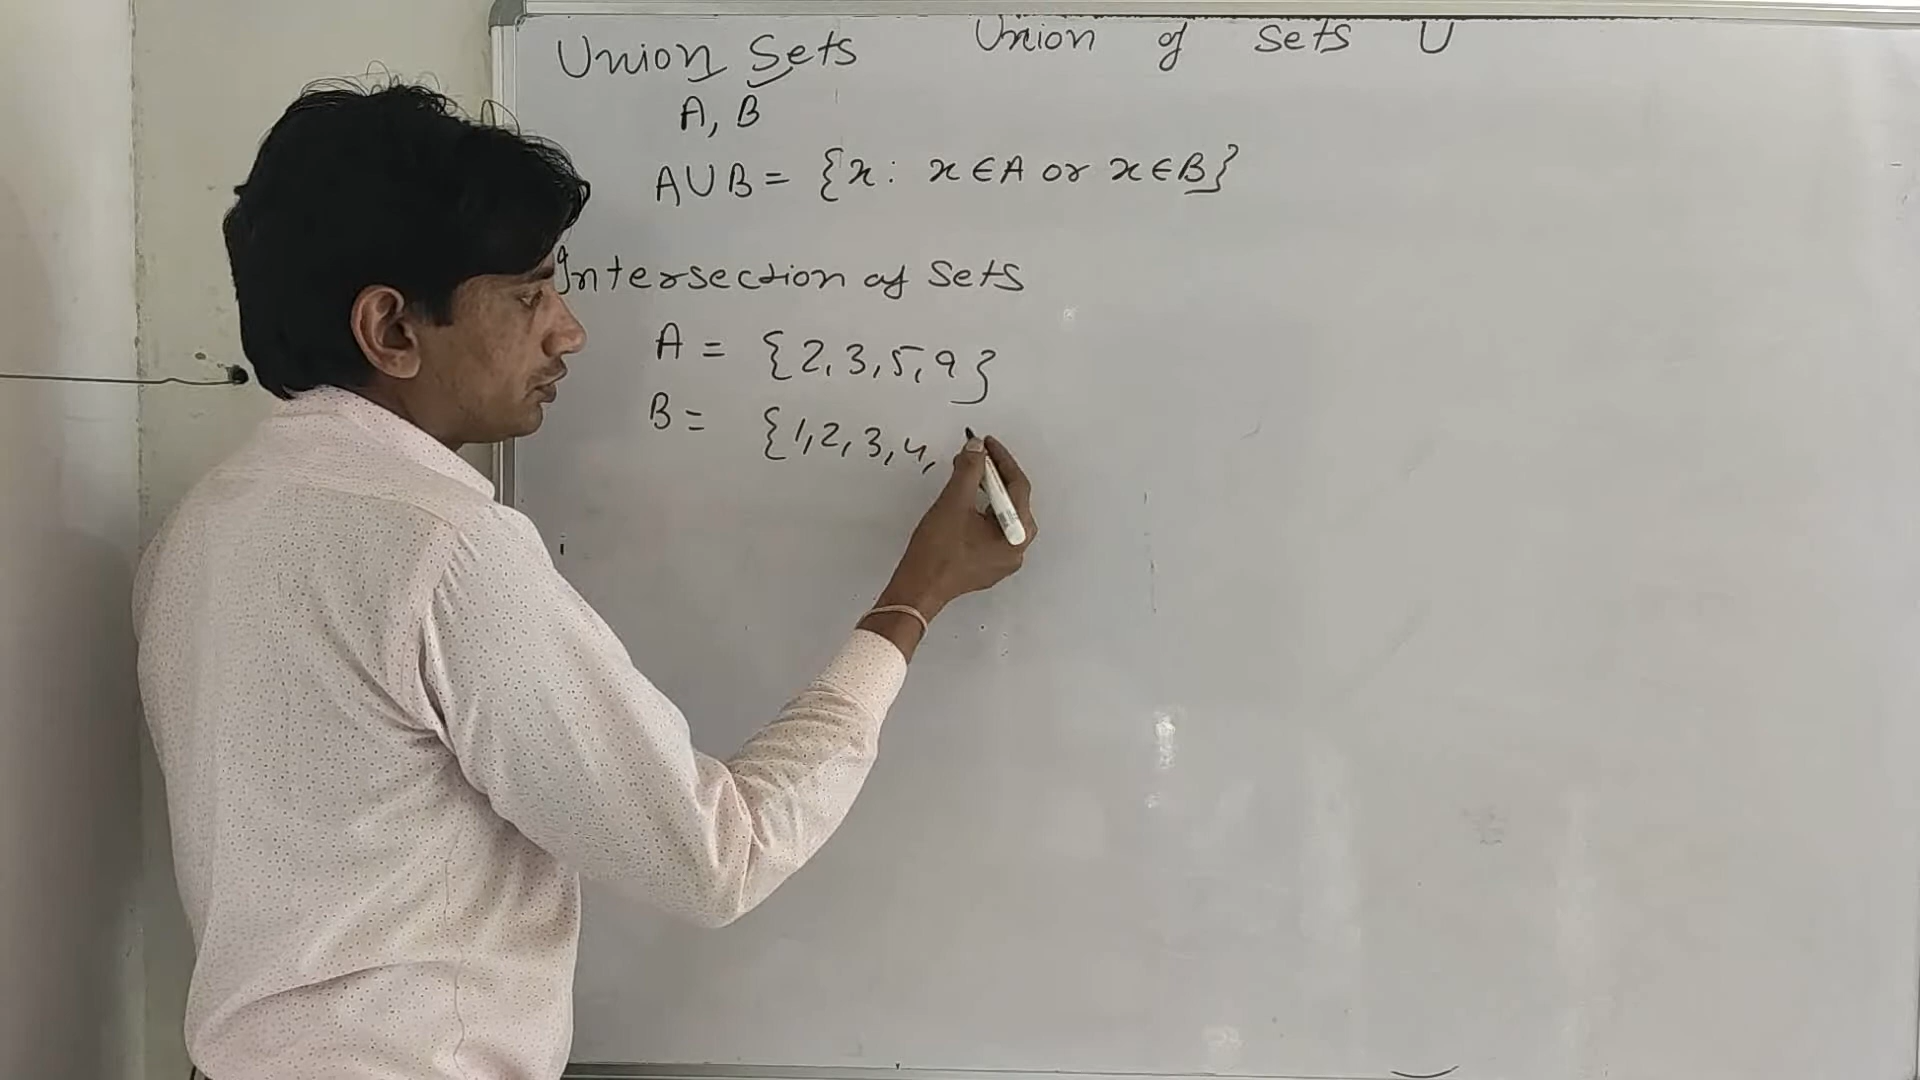 Union Sets Union of Sets U
A, B
A∪B = {x: x∈A or x∈B}
Intersection of Sets
A = {2,3,5,9}
B = {1,2,3,4,